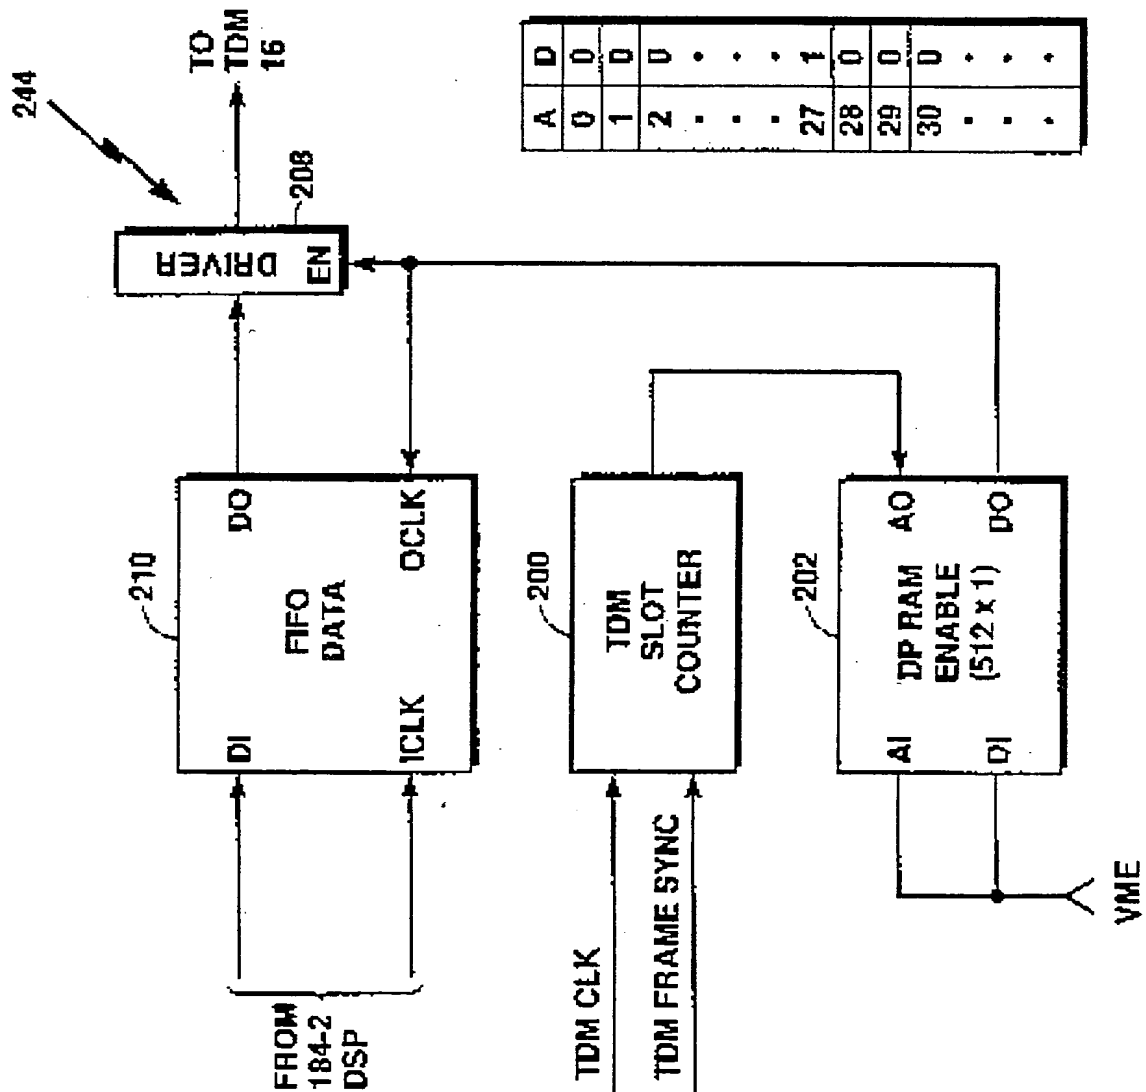 244
TO
TDM
16
DRIVER
EN
208
210
DI
DO
FIFO
DATA
ICLK
OCLK
FROM
184-2
DSP
200
TDM
SLOT
COUNTER
TDM CLK
TDM FRAME SYNC
202
AI
AO
DP RAM
ENABLE
(512 x 1)
DI
DO
VME
A D
0 0
1 0
2 0
. .
. .
. .
27 1
28 0
29 0
30 0
. .
. .
. .